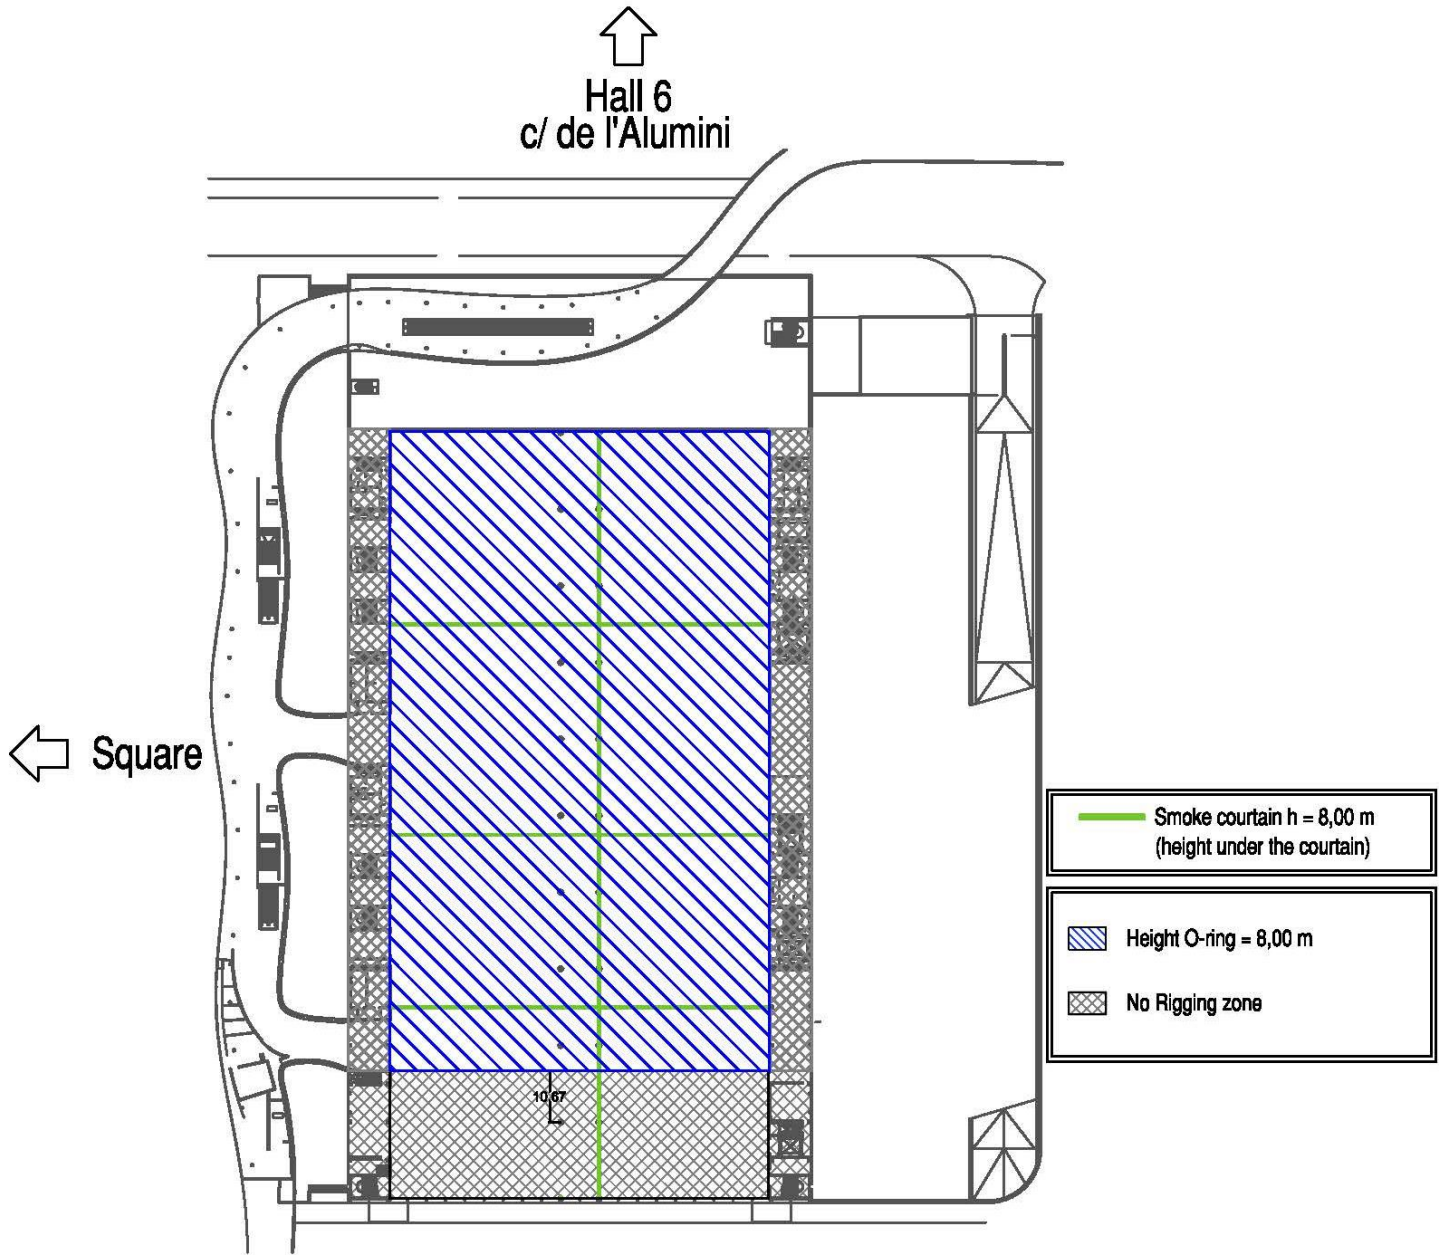 Hall 6
c/ de l'Alumini
Square
Smoke courtain h = 8,00 m
(height under the courtain)
Height O-ring = 8,00 m
No Rigging zone
10,67